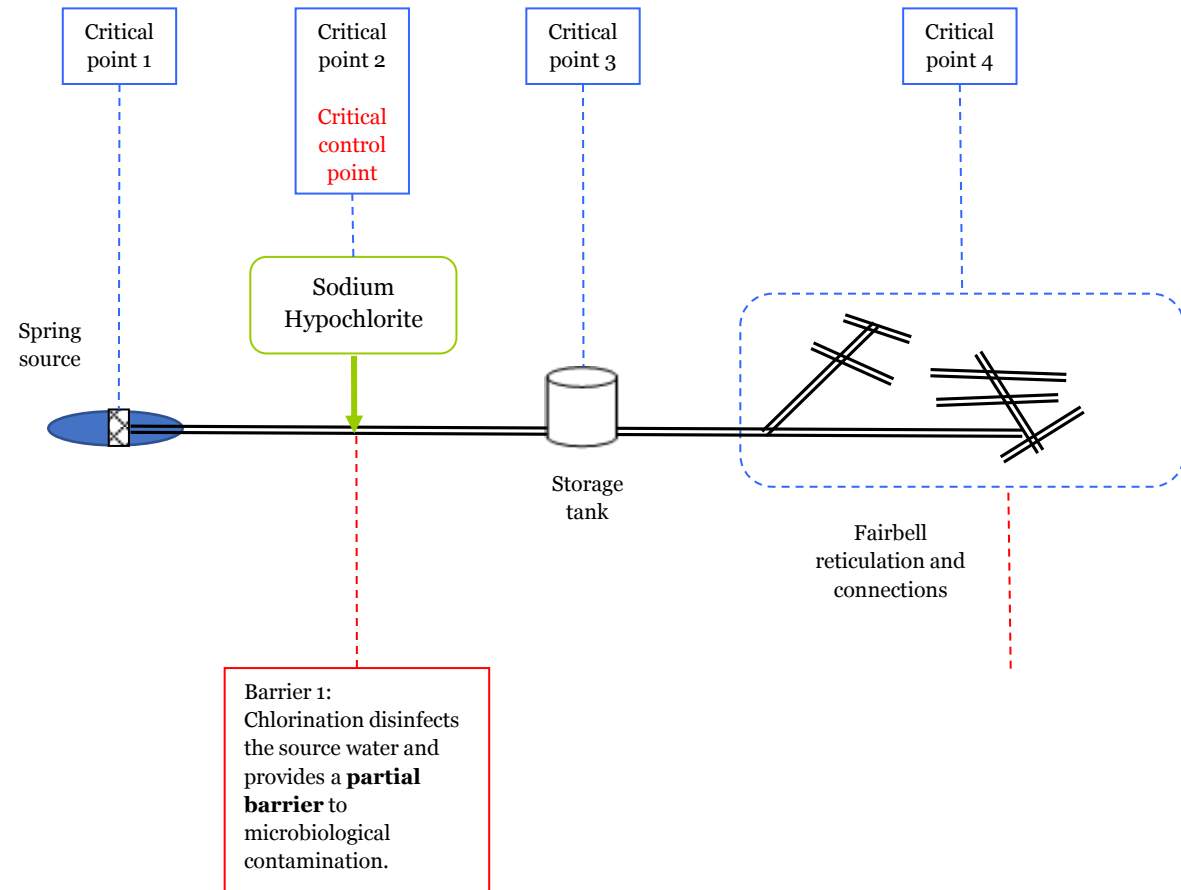 Critical
point 1
Critical
point 2
Critical
control
point
Critical
point 3
Critical
point 4
Sodium
Hypochlorite
Spring
source
Storage
tank
Fairbell
reticulation and
connections
Barrier 1:
Chlorination disinfects
the source water and
provides a partial
barrier to
microbiological
contamination.